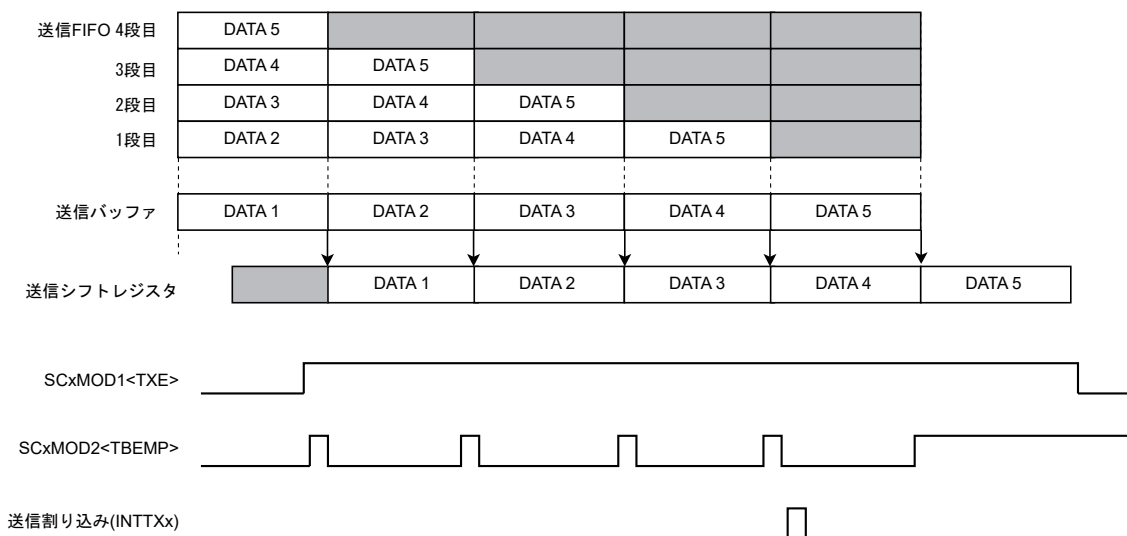 送信FIFO 4段目 DATA 5
3段目 DATA 4 DATA 5
2段目 DATA 3 DATA 4 DATA 5
1段目 DATA 2 DATA 3 DATA 4 DATA 5
送信バッファ DATA 1 DATA 2 DATA 3 DATA 4 DATA 5
送信シフトレジスタ DATA 1 DATA 2 DATA 3 DATA 4 DATA 5
SCxMOD1<TXE>
SCxMOD2<TBEMP>
送信割り込み(INTTXx)